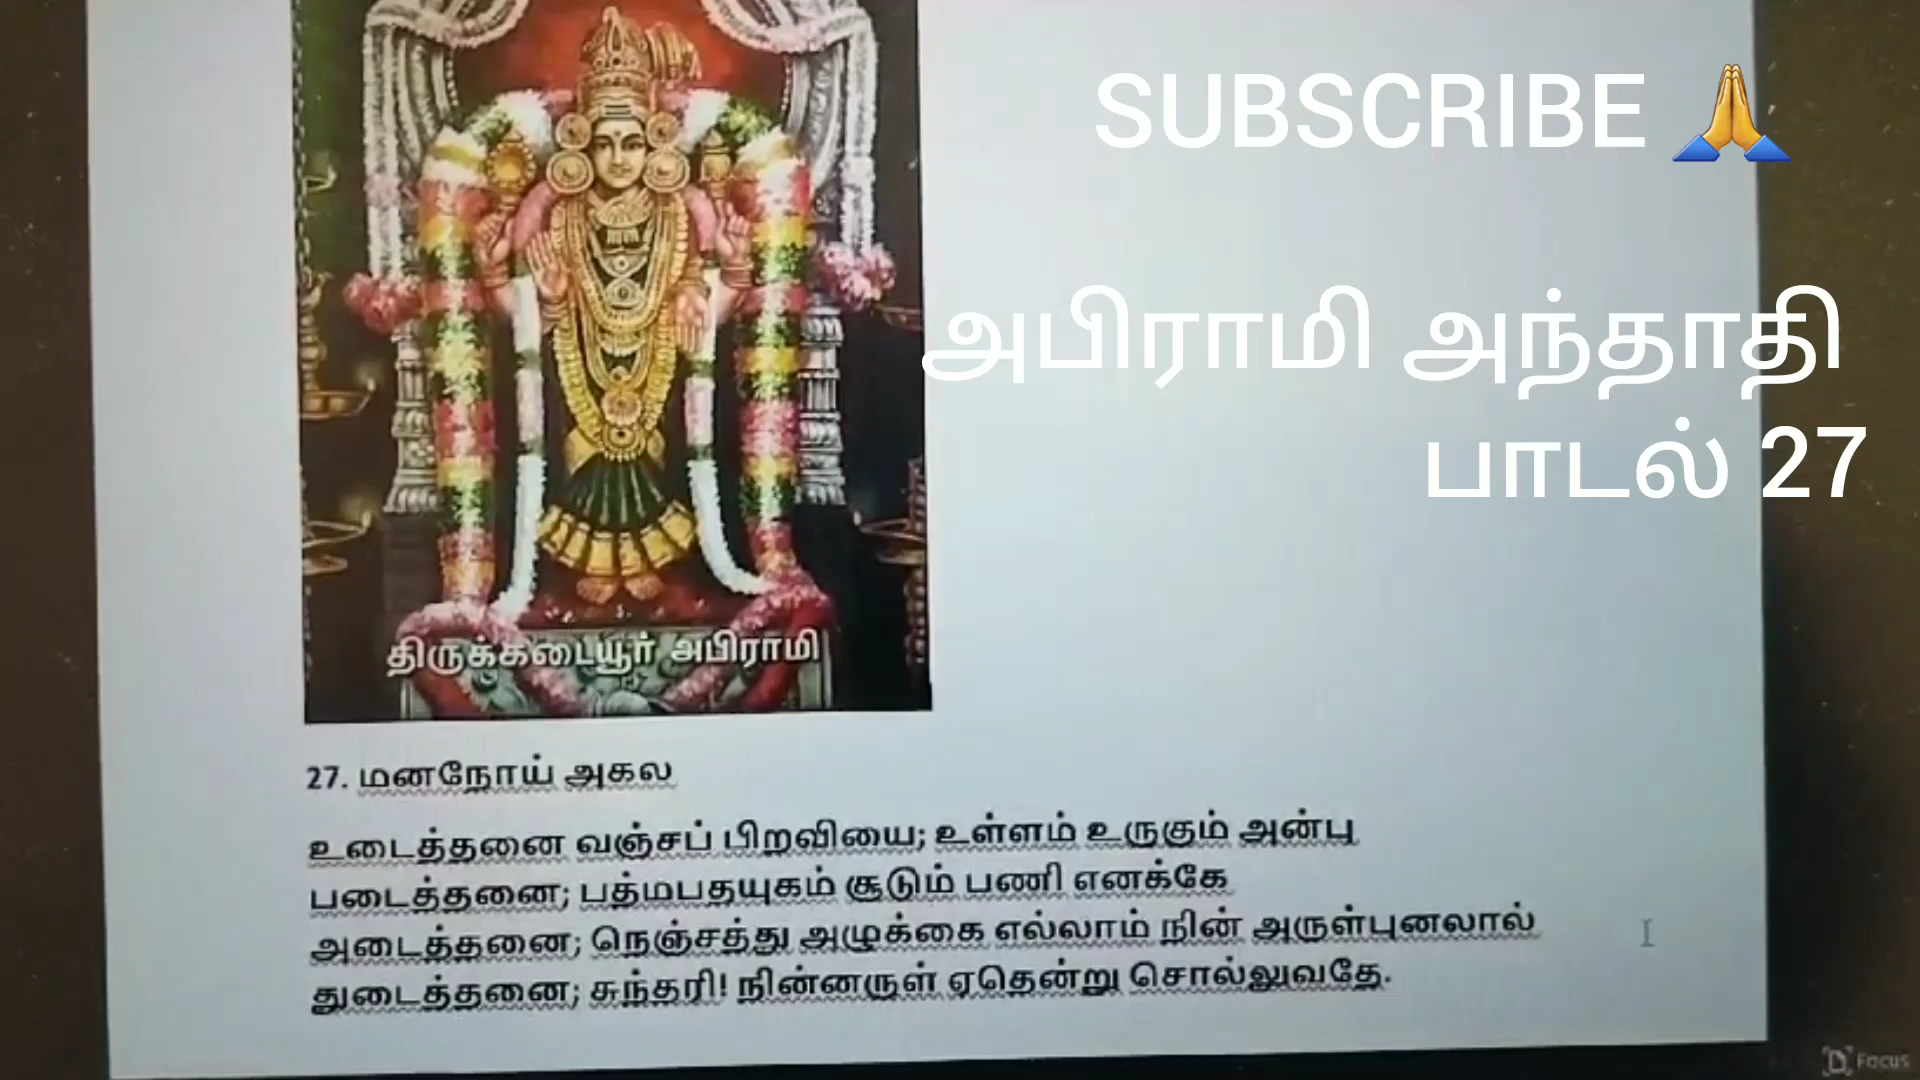 SUBSCRIBE 🙏
அபிராமி அந்தாதி
பாடல் 27
திருக்கடையூர் அபிராமி
27. மனநோய் அகல
உடைத்தனை வஞ்சப் பிறவியை; உள்ளம் உருகும் அன்பு
படைத்தனை; பத்மபதயுகம் சூடும் பணி எனக்கே
அடைத்தனை; நெஞ்சத்து அழுக்கை எல்லாம் நின் அருள்புனலால்
துடைத்தனை; சுந்தரி! நின்னருள் ஏதென்று சொல்லுவதே.
Focus